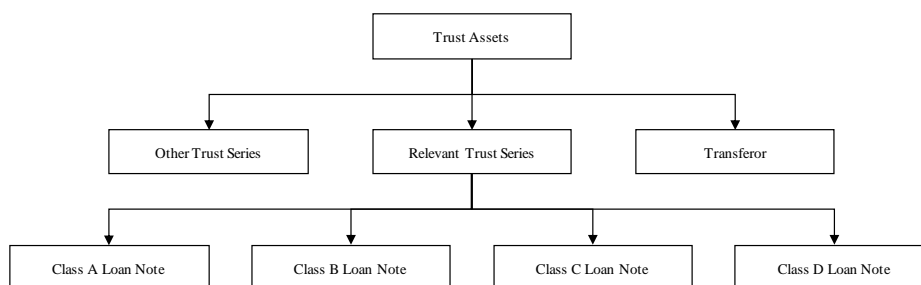 Trust Assets
Other Trust Series
Relevant Trust Series
Transferor
Class A Loan Note
Class B Loan Note
Class C Loan Note
Class D Loan Note